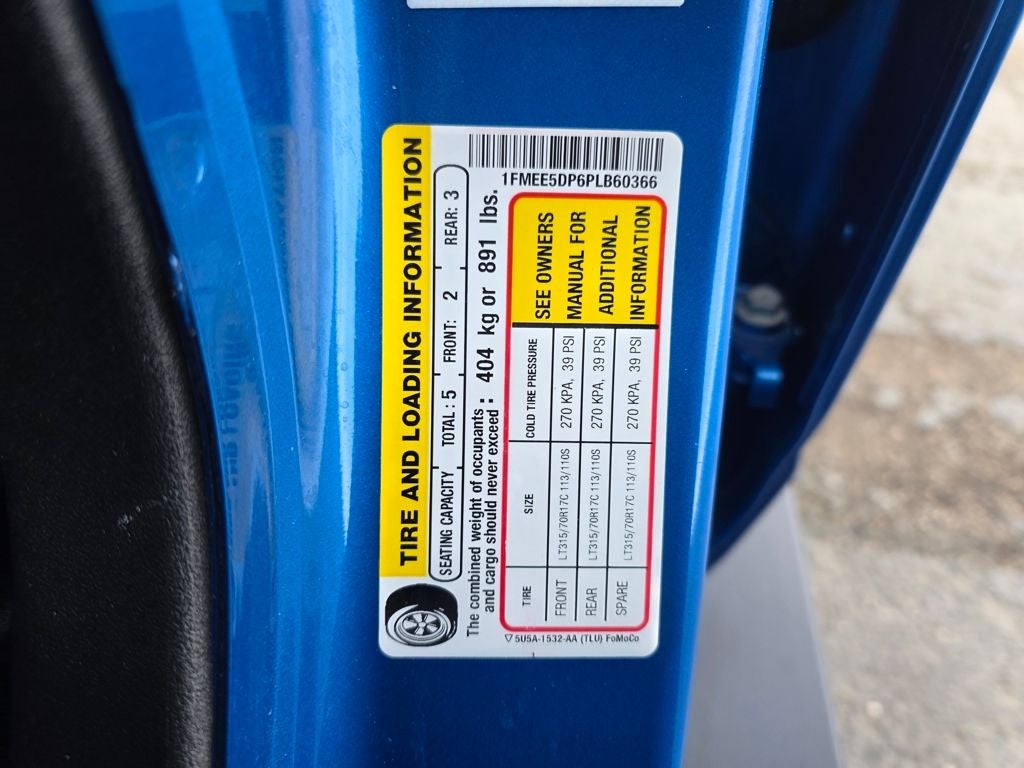 TIRE AND LOADING INFORMATION
SEATING CAPACITY TOTAL : 5 FRONT: 2 REAR: 3
The combined weight of occupants
and cargo should never exceed : 404 kg or 891 lbs.
1FMEE5DP6PLB60366
TIRE SIZE COLD TIRE PRESSURE
FRONT LT315/70R17C 113/110S 270 KPA, 39 PSI
REAR LT315/70R17C 113/110S 270 KPA, 39 PSI
SPARE LT315/70R17C 113/110S 270 KPA, 39 PSI
SEE OWNERS
MANUAL FOR
ADDITIONAL
INFORMATION
5U5A-1532-AA (TLU) FoMoCo